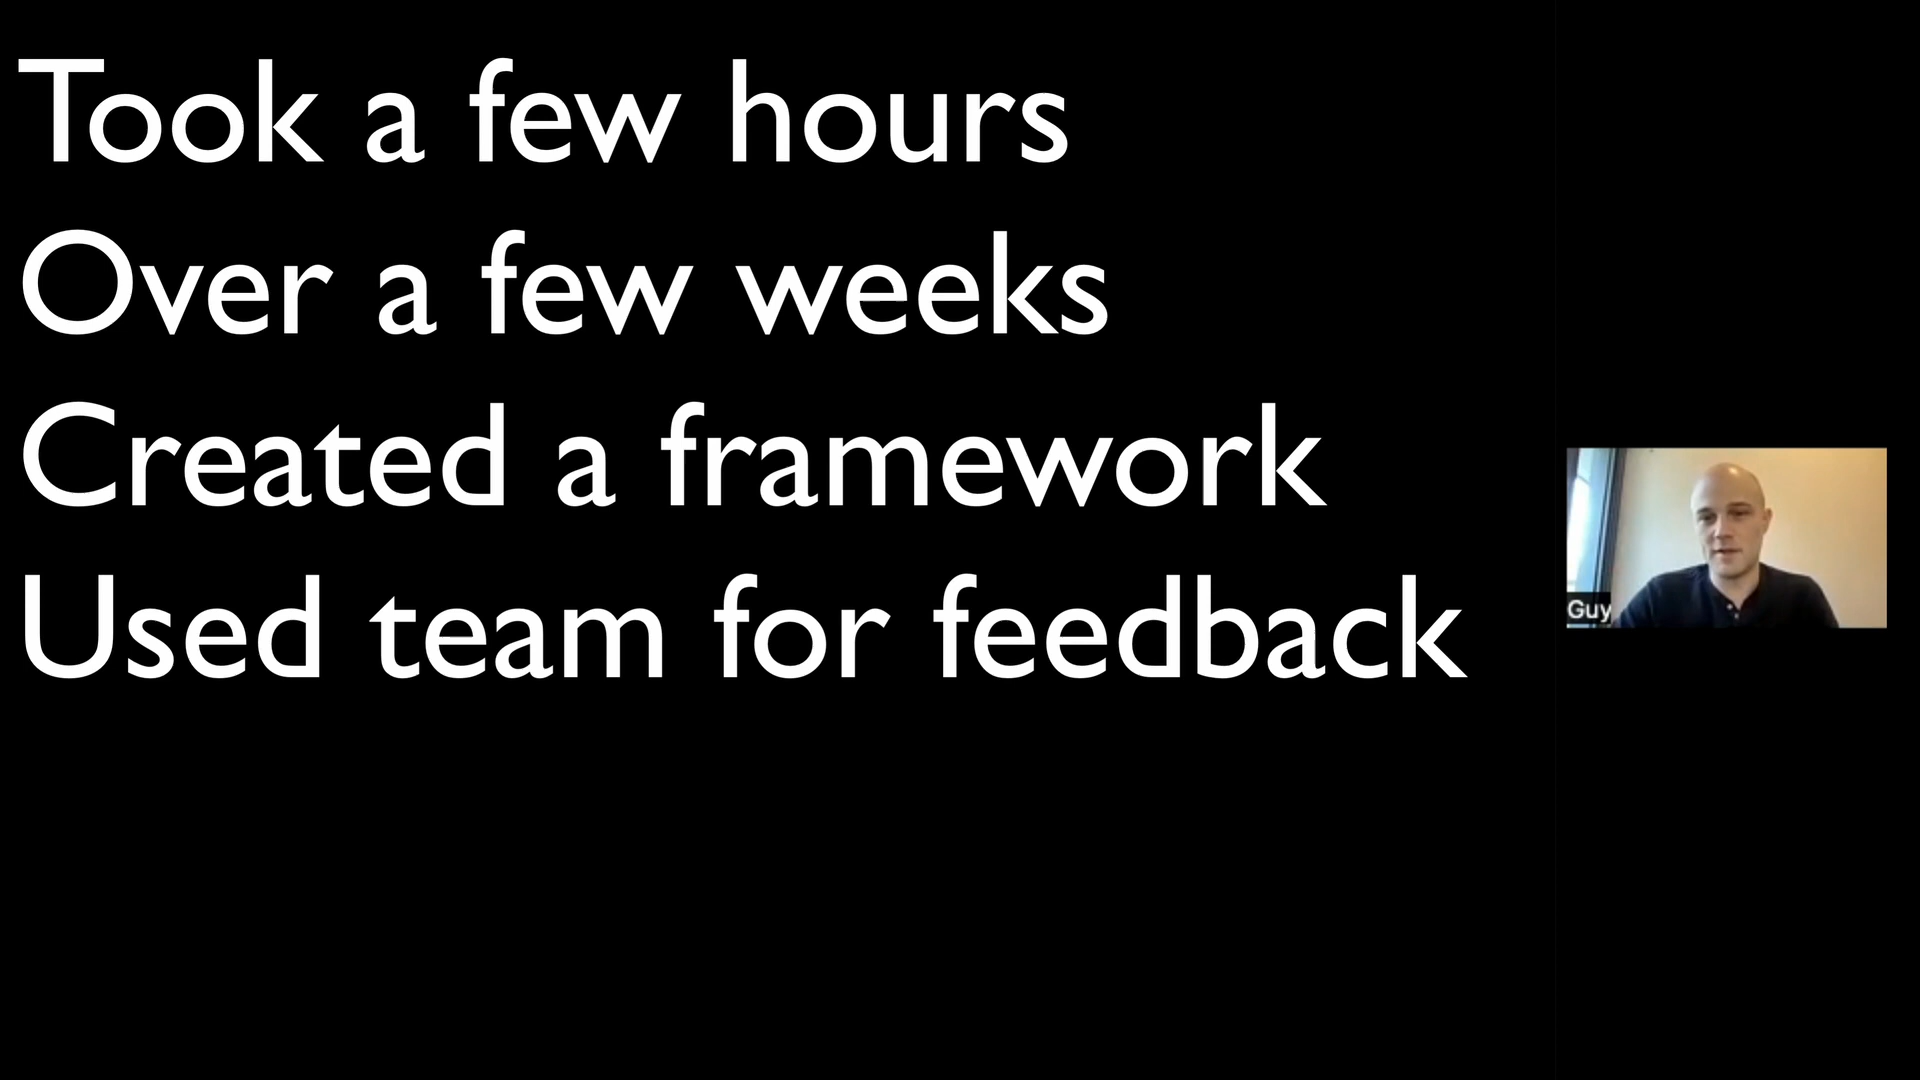 Took a few hours
Over a few weeks
Created a framework
Used team for feedback
Guy